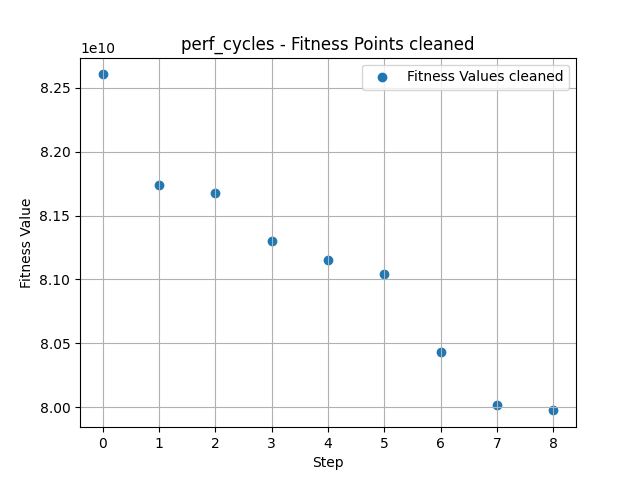 perf_cycles - Fitness Points cleaned
1e10
Fitness Values cleaned
8.25
8.20
8.15
8.10
8.05
8.00
Fitness Value
0 1 2 3 4 5 6 7 8
Step